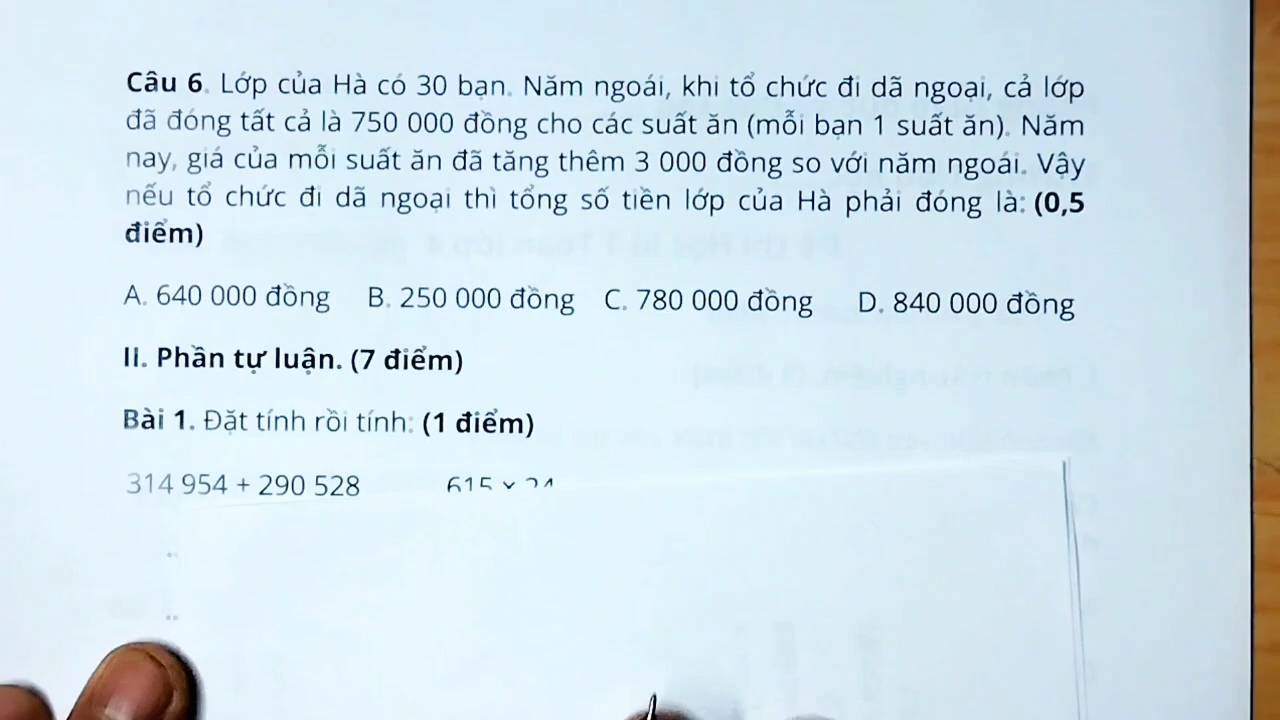 Câu 6. Lớp của Hà có 30 bạn. Năm ngoái, khi tổ chức đi dã ngoại, cả lớp
đã đóng tất cả là 750 000 đồng cho các suất ăn (mỗi bạn 1 suất ăn). Năm
nay, giá của mỗi suất ăn đã tăng thêm 3 000 đồng so với năm ngoái. Vậy
nếu tổ chức đi dã ngoại thì tổng số tiền lớp của Hà phải đóng là: (0,5
điểm)
A. 640 000 đồng B. 250 000 đồng C. 780 000 đồng D. 840 000 đồng
II. Phần tự luận. (7 điểm)
Bài 1. Đặt tính rồi tính: (1 điểm)
314 954 + 290 528 615 x